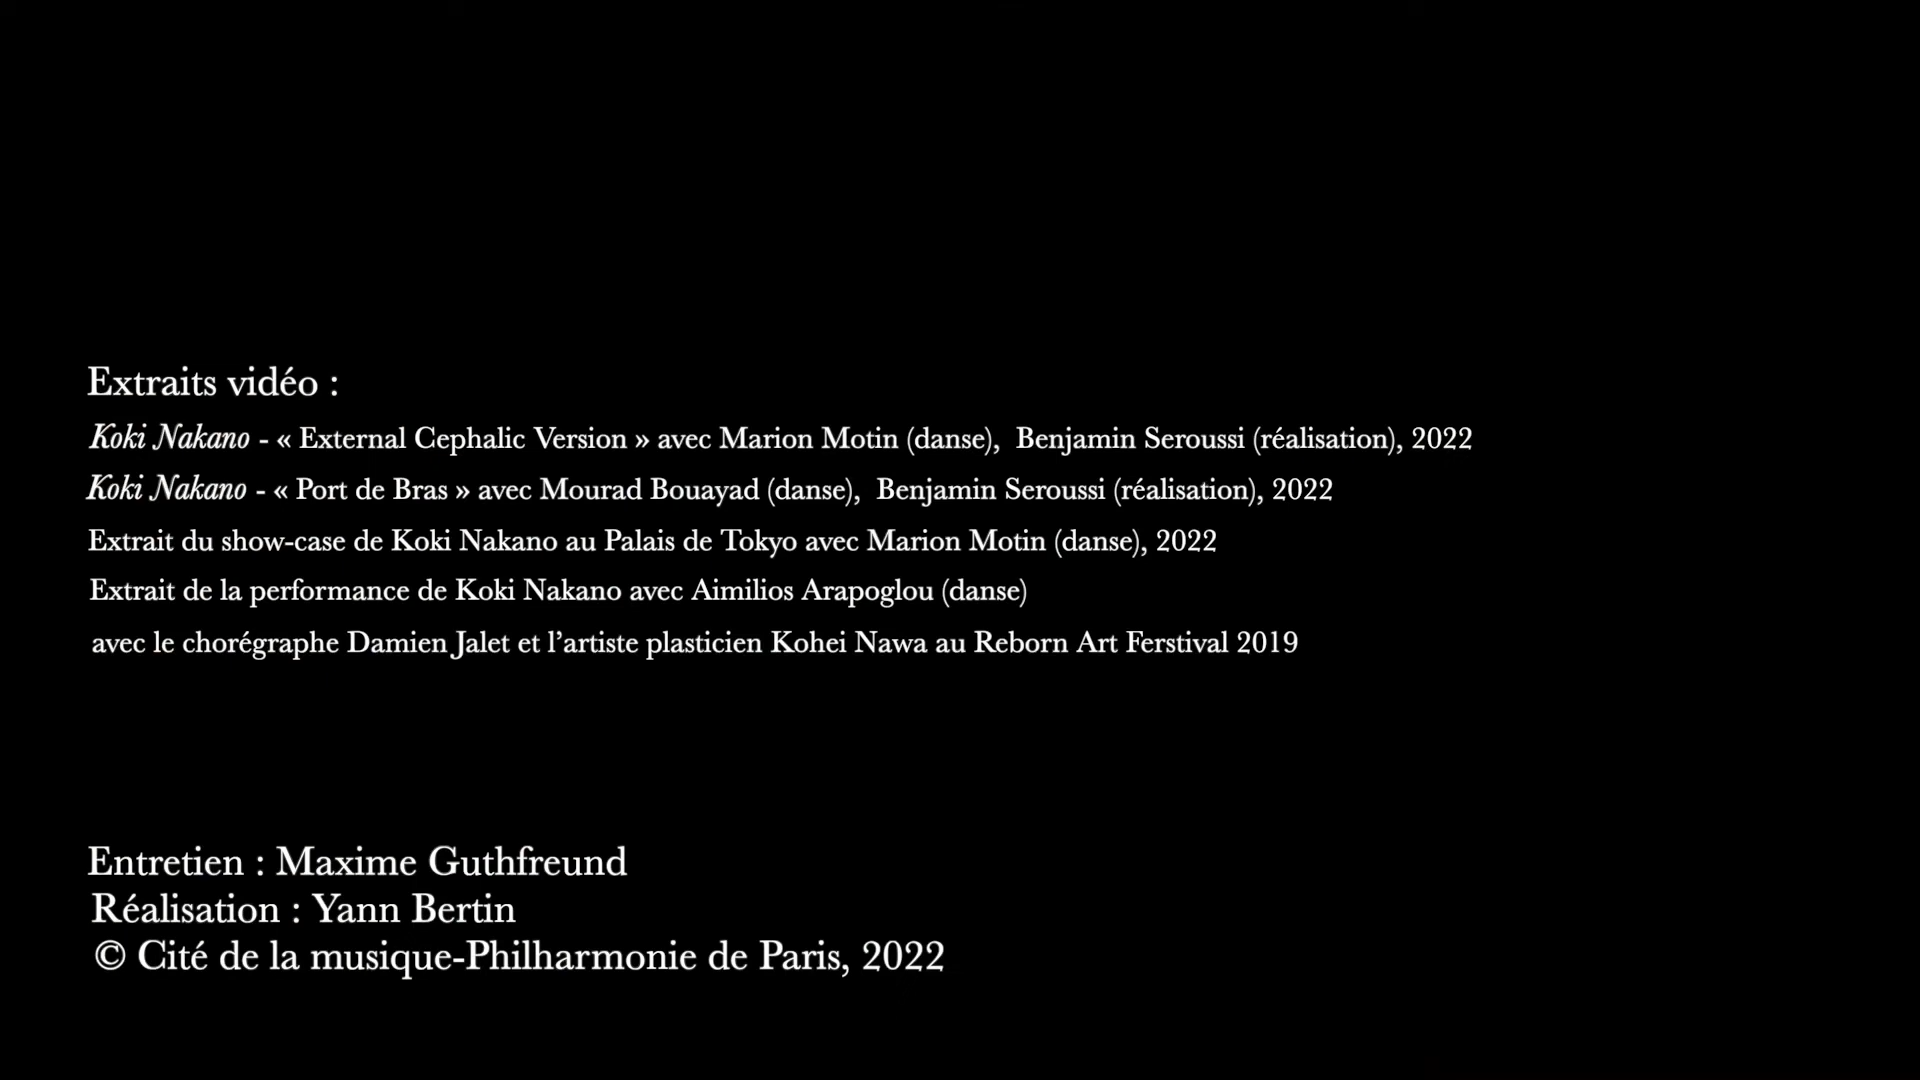 Extraits vidéo :
Koki Nakano - « External Cephalic Version » avec Marion Motin (danse),  Benjamin Seroussi (réalisation), 2022
Koki Nakano - « Port de Bras » avec Mourad Bouayad (danse),  Benjamin Seroussi (réalisation), 2022
Extrait du show-case de Koki Nakano au Palais de Tokyo avec Marion Motin (danse), 2022
Extrait de la performance de Koki Nakano avec Aimilios Arapoglou (danse)
avec le chorégraphe Damien Jalet et l’artiste plasticien Kohei Nawa au Reborn Art Ferstival 2019
Entretien : Maxime Guthfreund
Réalisation : Yann Bertin
© Cité de la musique-Philharmonie de Paris, 2022